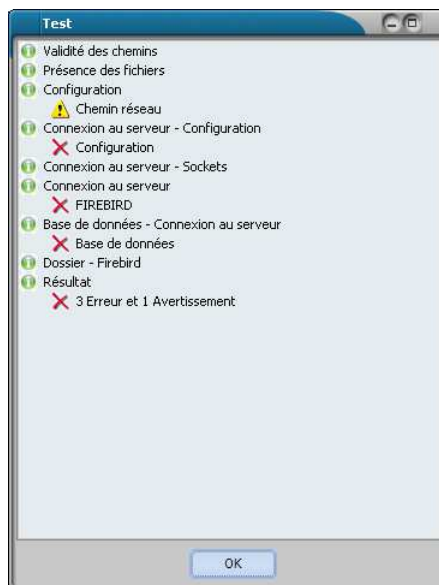 Test
Validité des chemins
Présence des fichiers
Configuration
Chemin réseau
Connexion au serveur - Configuration
Configuration
Connexion au serveur - Sockets
Connexion au serveur
FIREBIRD
Base de données - Connexion au serveur
Base de données
Dossier - Firebird
Résultat
3 Erreur et 1 Avertissement
OK